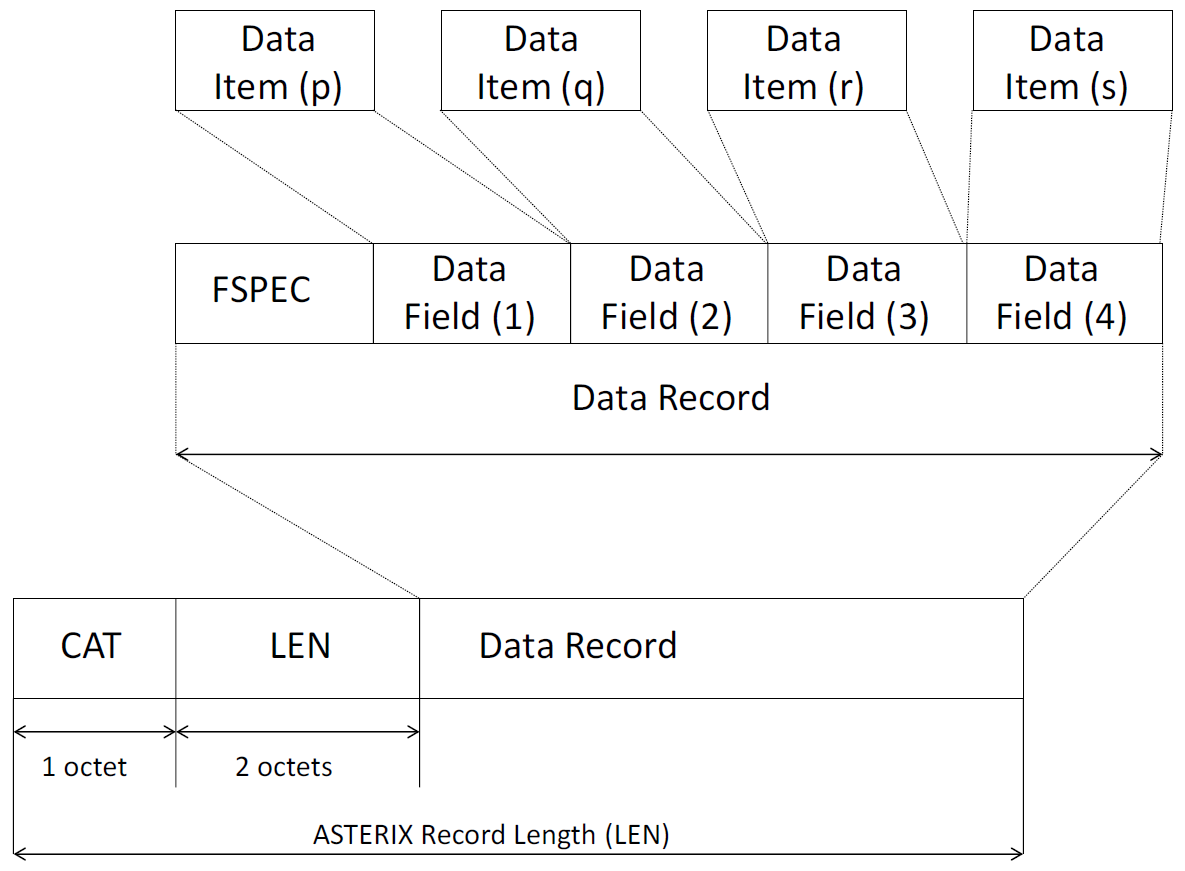 Data
Item (p)
Data
Item (q)
Data
Item (r)
Data
Item (s)
FSPEC
Data
Field (1)
Data
Field (2)
Data
Field (3)
Data
Field (4)
Data Record
CAT
LEN
Data Record
1 octet
2 octets
ASTERIX Record Length (LEN)